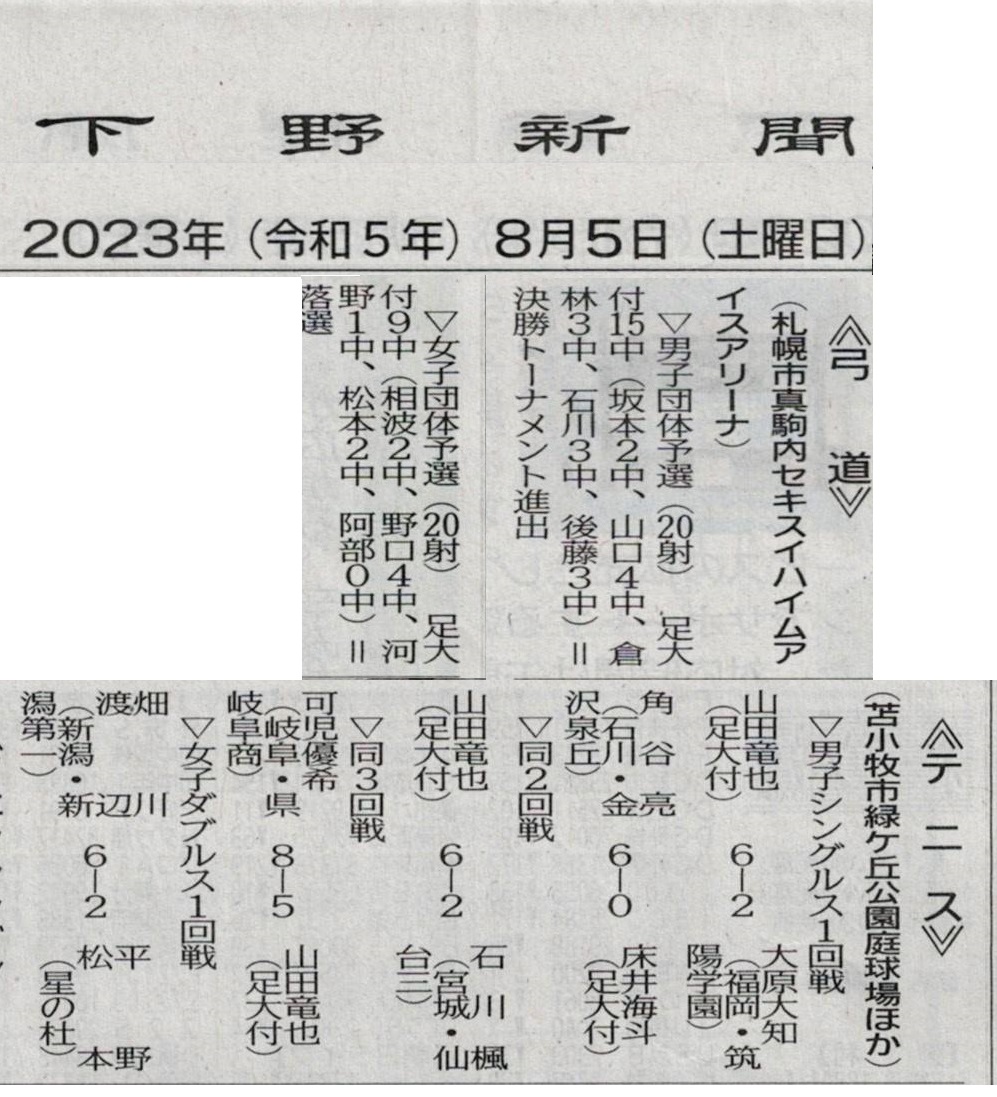 下野新聞
2023年（令和5年） 8月5日（土曜日）
≪弓　道≫
（札幌市真駒内セキスイハイムア
イスアリーナ）
▽男子団体予選（20射）　足大
付15中（坂本2中、山口4中、倉
林3中、石川3中、後藤3中）＝
決勝トーナメント進出
▽女子団体予選（20射）　足大
付9中（相波2中、野口4中、河
野1中、松本2中、阿部0中）＝
落選
≪テニス≫
（苫小牧市緑ケ丘公園庭球場ほか）
▽男子シングルス1回戦
山田竜也（足大付）　6―2　大原大知（福岡・筑陽学園）
角谷　亮（石川・金沢泉丘）　6―0　床井海斗（足大付）
▽同2回戦
山田竜也（足大付）　6―2　石川　楓（宮城・仙台三）
▽同3回戦
可児優希（岐阜・県岐阜商）　8―5　山田竜也（足大付）
▽女子ダブルス1回戦
畑川
渡辺（新潟・新潟第一）　6―2　平野
松本（星の杜）